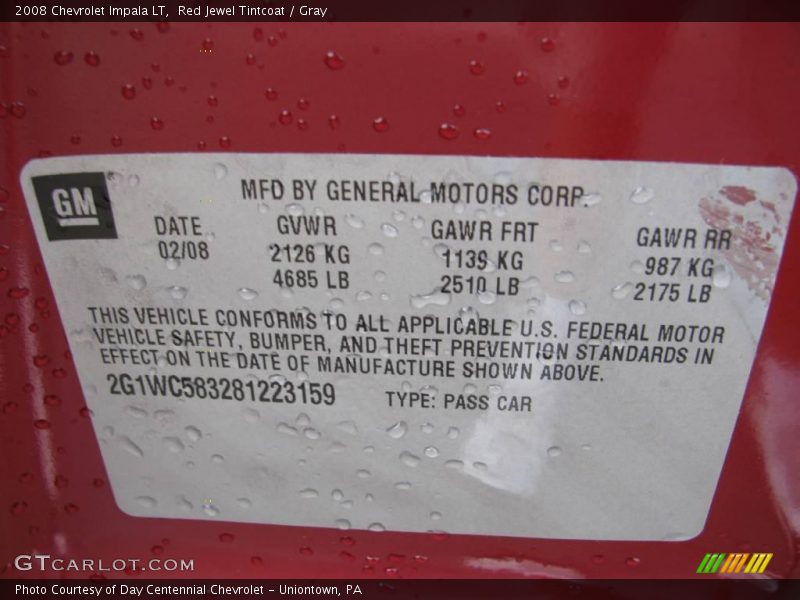 2008 Chevrolet Impala LT,  Red Jewel Tintcoat / Gray
GM
MFD BY GENERAL MOTORS CORP.
DATE GVWR GAWR FRT GAWR RR
02/08 2126 KG 1139 KG 987 KG
4685 LB 2510 LB 2175 LB
THIS VEHICLE CONFORMS TO ALL APPLICABLE U.S. FEDERAL MOTOR
VEHICLE SAFETY, BUMPER, AND THEFT PREVENTION STANDARDS IN
EFFECT ON THE DATE OF MANUFACTURE SHOWN ABOVE.
2G1WC583281223159 TYPE: PASS CAR
GTCARLOT.COM
Photo Courtesy of Day Centennial Chevrolet - Uniontown, PA